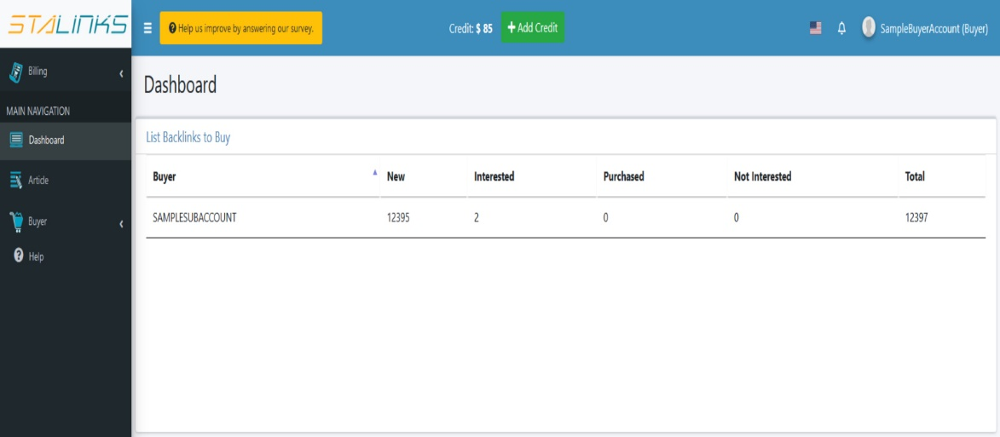 STALINKS
Help us improve by answering our survey.
Credit: $ 85
+ Add Credit
SampleBuyerAccount (Buyer)
Billing
MAIN NAVIGATION
Dashboard
Article
Buyer
Help
Dashboard
List Backlinks to Buy
Buyer New Interested Purchased Not Interested Total
SAMPLESUBACCOUNT 12395 2 0 0 12397